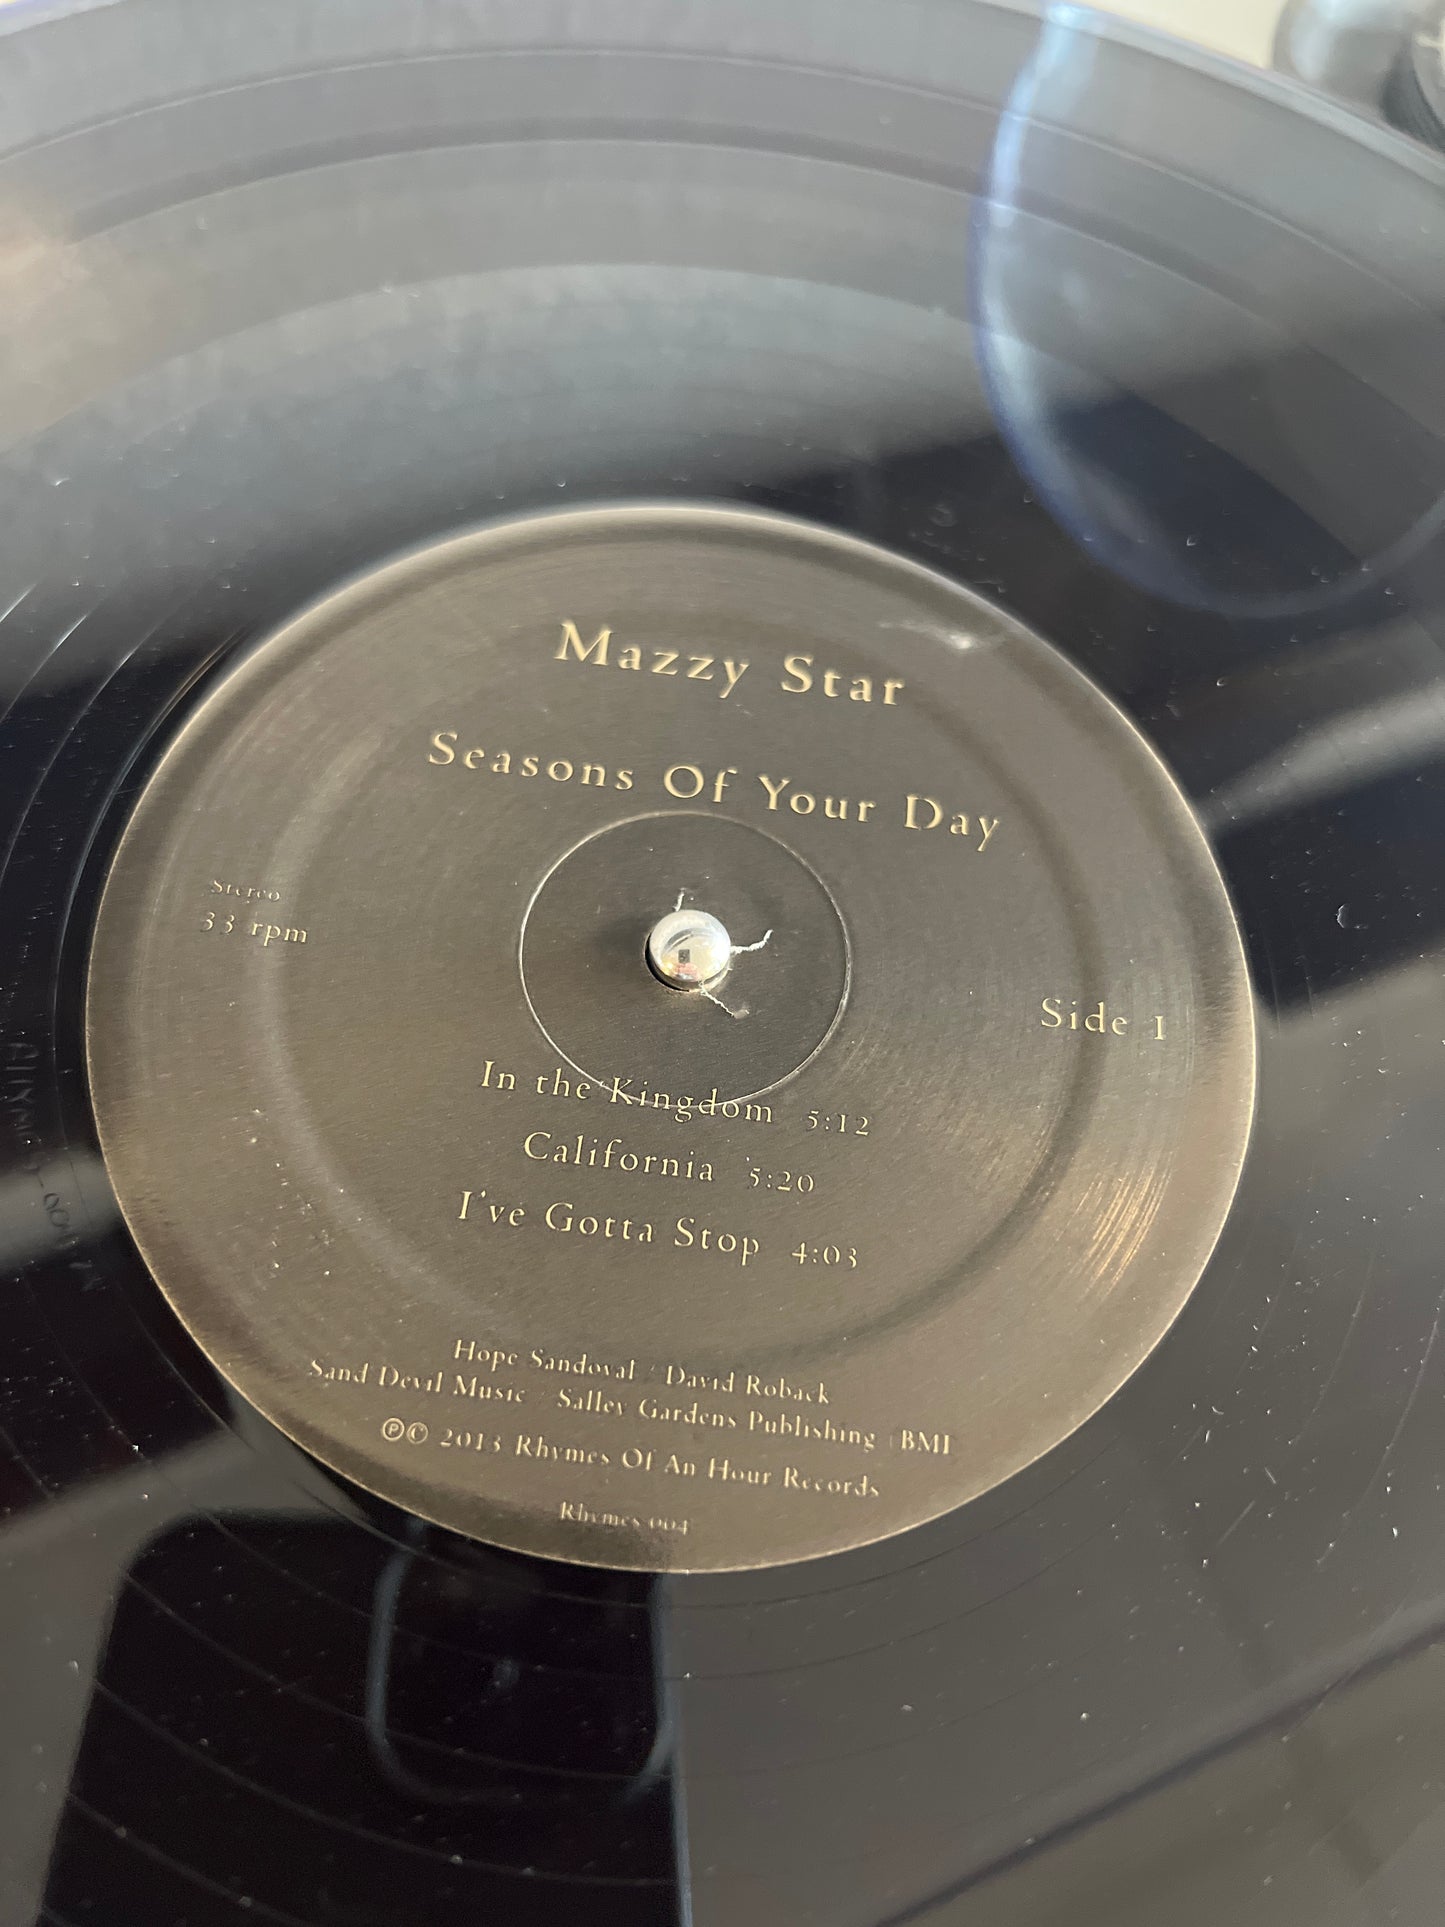 Mazzy Star
Seasons Of Your Day
Stereo
33 rpm
Side 1
In the Kingdom 5:12
California 5:20
I've Gotta Stop 4:03
Hope Sandoval / David Roback
Sand Devil Music / Salley Gardens Publishing BMI
℗© 2013 Rhymes Of An Hour Records
Rhymes 004